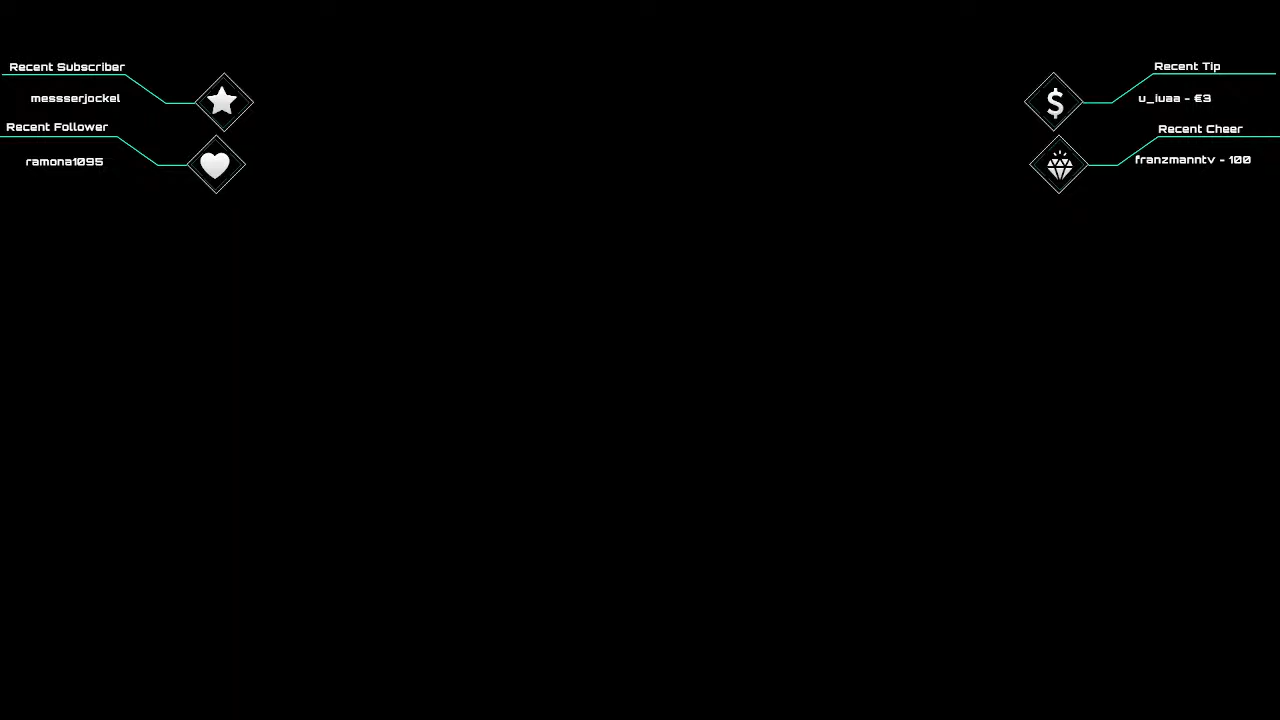 Recent Subscriber
messserjockel
Recent Follower
ramona1095
Recent Tip
u_iuaa - €3
Recent Cheer
franzmanntv - 100